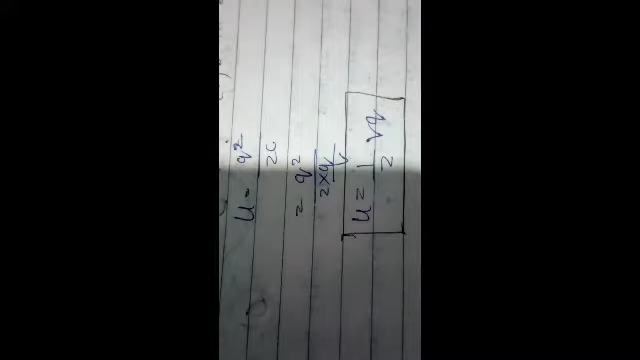 U = q²/2C
= q²/2×q/V
U = 1/2 Vq